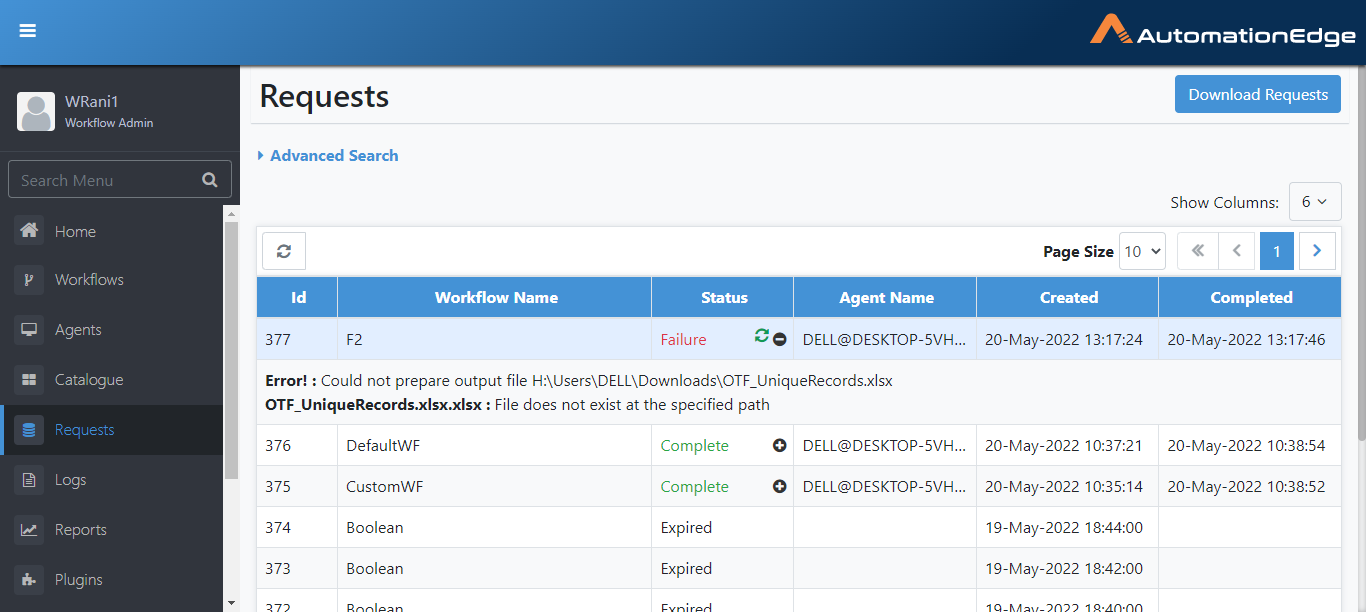 AutomationEdge
WRani1
Workflow Admin
Search Menu
Home
Workflows
Agents
Catalogue
Requests
Logs
Reports
Plugins
Requests
Download Requests
Advanced Search
Show Columns: 6
Page Size 10 1
Id Workflow Name Status Agent Name Created Completed
377 F2 Failure DELL@DESKTOP-5VH... 20-May-2022 13:17:24 20-May-2022 13:17:46
Error! : Could not prepare output file H:\Users\DELL\Downloads\OTF_UniqueRecords.xlsx
OTF_UniqueRecords.xlsx.xlsx : File does not exist at the specified path
376 DefaultWF Complete DELL@DESKTOP-5VH... 20-May-2022 10:37:21 20-May-2022 10:38:54
375 CustomWF Complete DELL@DESKTOP-5VH... 20-May-2022 10:35:14 20-May-2022 10:38:52
374 Boolean Expired 19-May-2022 18:44:00
373 Boolean Expired 19-May-2022 18:42:00
372 Boolean Expired 19-May-2022 18:40:00